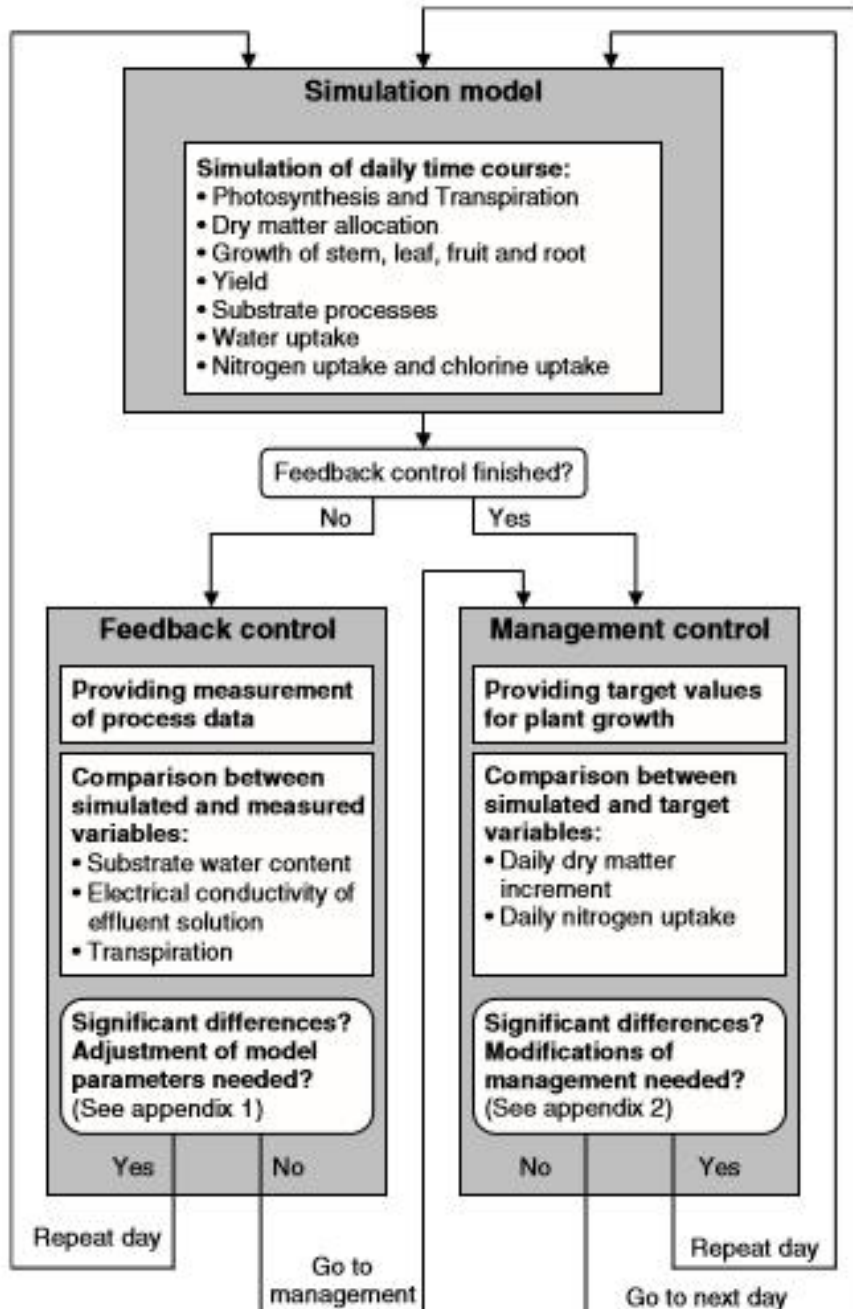 Simulation model
Simulation of daily time course:
• Photosynthesis and Transpiration
• Dry matter allocation
• Growth of stem, leaf, fruit and root
• Yield
• Substrate processes
• Water uptake
• Nitrogen uptake and chlorine uptake
Feedback control finished?
No
Yes
Feedback control
Providing measurement
of process data
Comparison between
simulated and measured
variables:
• Substrate water content
• Electrical conductivity of
effluent solution
• Transpiration
Significant differences?
Adjustment of model
parameters needed?
(See appendix 1)
Yes
No
Repeat day
Go to
management
Management control
Providing target values
for plant growth
Comparison between
simulated and target
variables:
• Daily dry matter
increment
• Daily nitrogen uptake
Significant differences?
Modifications of
management needed?
(See appendix 2)
No
Yes
Repeat day
Go to next day